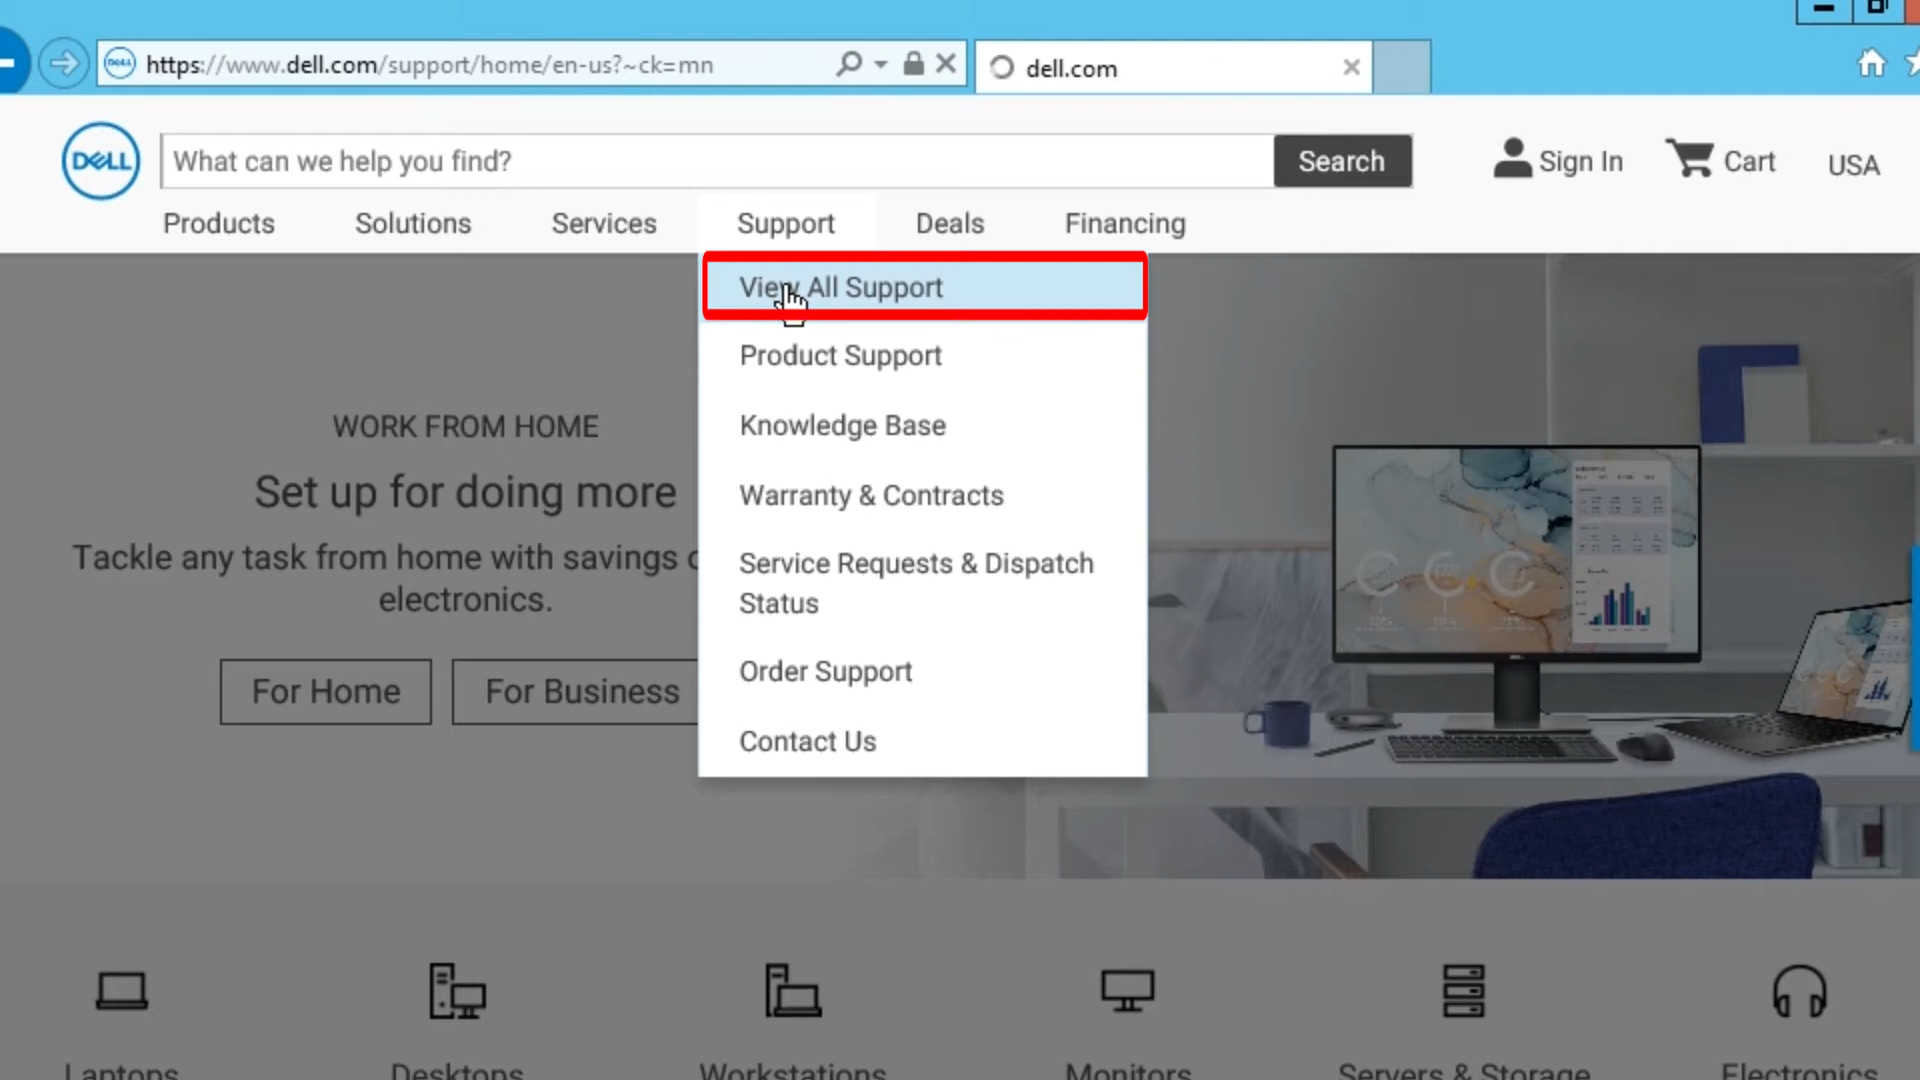 https://www.dell.com/support/home/en-us?~ck=mn
dell.com
DELL
What can we help you find?
Search
Sign In
Cart
USA
Products
Solutions
Services
Support
Deals
Financing
View All Support
Product Support
Knowledge Base
Warranty & Contracts
Service Requests & Dispatch
Status
Order Support
Contact Us
WORK FROM HOME
Set up for doing more
Tackle any task from home with savings
electronics.
For Home
For Business
Laptops
Desktops
Workstations
Monitors
Servers & Storage
Electronics